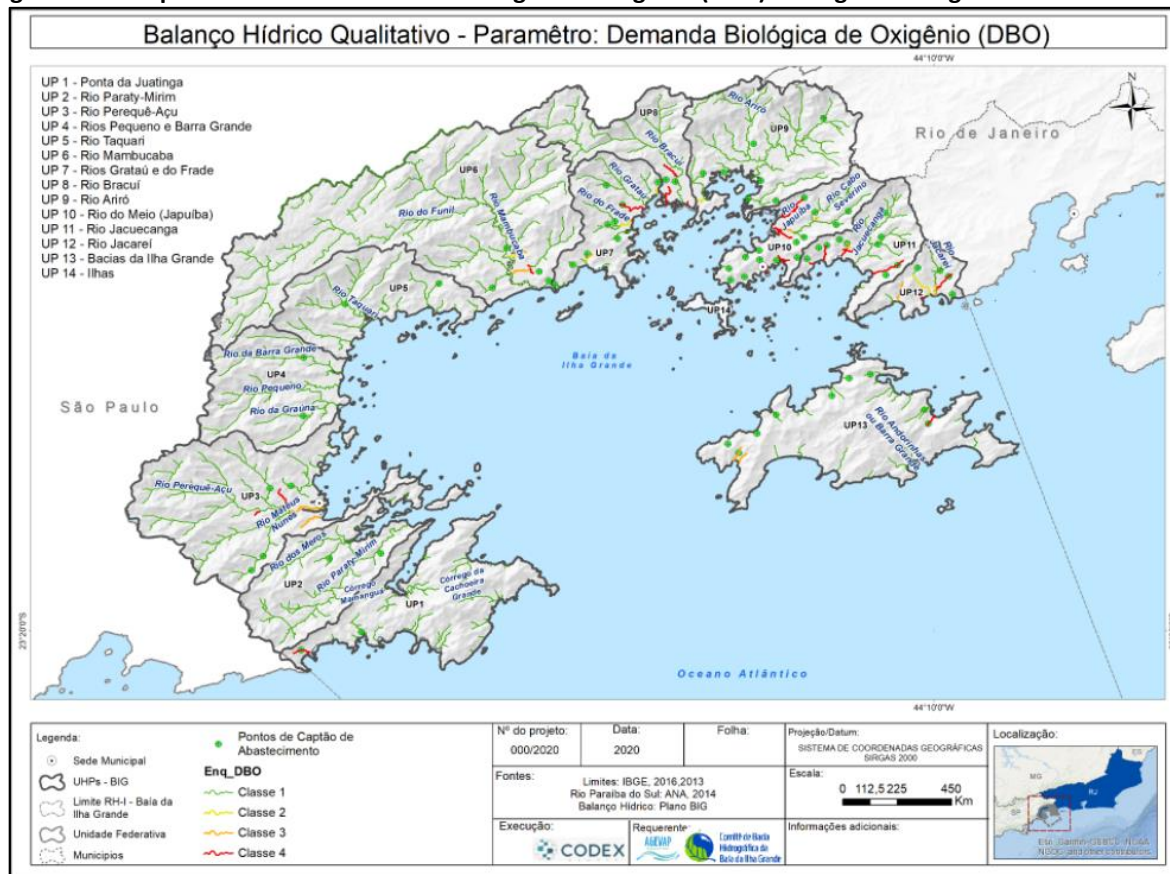 Balanço Hídrico Qualitativo - Paramêtro: Demanda Biológica de Oxigênio (DBO)
44°10'0"W
UP 1 - Ponta da Juatinga
UP 2 - Rio Paraty-Mirim
UP 3 - Rio Perequê-Açu
UP 4 - Rios Pequeno e Barra Grande
UP 5 - Rio Taquari
UP 6 - Rio Mambucaba
UP 7 - Rios Grataú e do Frade
UP 8 - Rio Bracuí
UP 9 - Rio Ariró
UP 10 - Rio do Meio (Japuíba)
UP 11 - Rio Jacuecanga
UP 12 - Rio Jacareí
UP 13 - Bacias da Ilha Grande
UP 14 - Ilhas
N
Rio de Janeiro
São Paulo
UP8
Rio Ariró
UP9
Rio Bracuí
UP6
Rio Grataú
Rio do Frade
Rio do Funil
Rio Mambucaba
Rio Cabo Severino
Rio Japuíba
Rio Jacuecanga
UP7
UP10
UP11
UP12
UP5
Rio Taquari
UP14
Rio da Barra Grande
UP4
Rio Pequeno
Rio da Graúna
Baía da
Ilha Grande
UP13
Rio Andorinhas
ou Barra Grande
Rio Perequê-Açu
UP3
Rio Mateus
Nunes
Rio dos Meros
UP2
Rio Paraty-Mirim
Córrego
Mamanguá
UP1
Córrego da
Cachoeira
Grande
23°20'0"S
Oceano Atlântico
44°10'0"W
Legenda:
Sede Municipal
UHPs - BIG
Limite RH-I - Baía da
Ilha Grande
Unidade Federativa
Municipios
Pontos de Captão de
Abastecimento
Enq_DBO
Classe 1
Classe 2
Classe 3
Classe 4
Nº do projeto:
000/2020
Data:
2020
Folha:
Fontes:
Limites: IBGE, 2016,2013
Rio Paraíba do Sul: ANA, 2014
Balanço Hídrico: Plano BIG
Execução:
CODEX
Requerente:
AGEVAP
Comitê de Bacia
Hidrográfica da
Baía da Ilha Grande
Projeção/Datum:
SISTEMA DE COORDENADAS GEOGRÁFICAS
SIRGAS 2000
Escala:
0 112,5 225 450
Km
Informações adicionais:
Localização:
MG
ES
RJ
SP